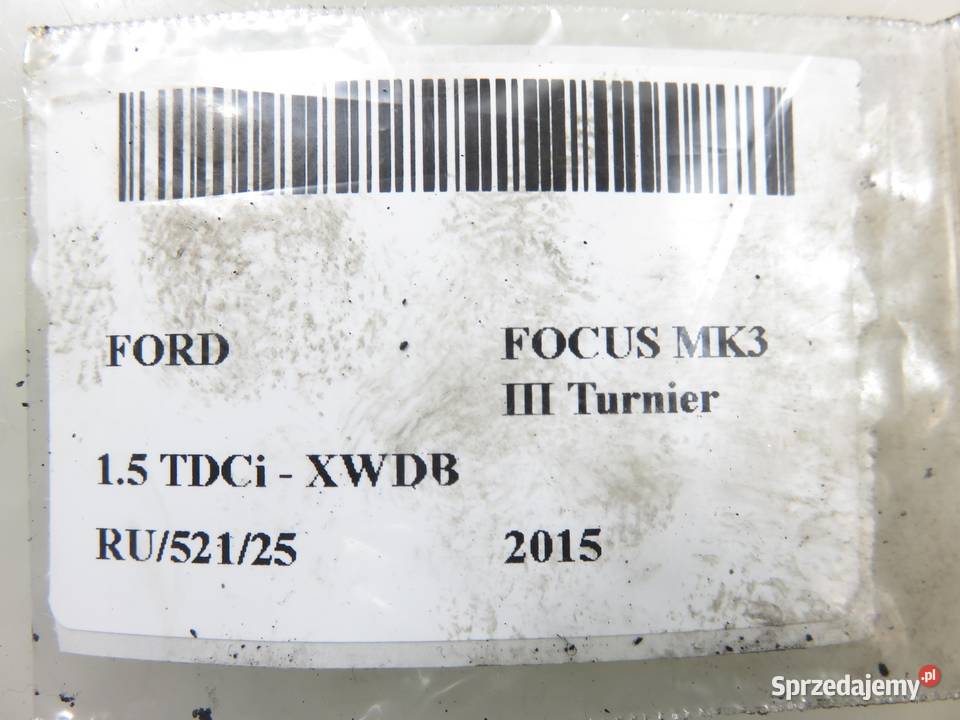 FORD
FOCUS MK3
III Turnier
1.5 TDCi - XWDB
RU/521/25
2015
Sprzedajemy.pl